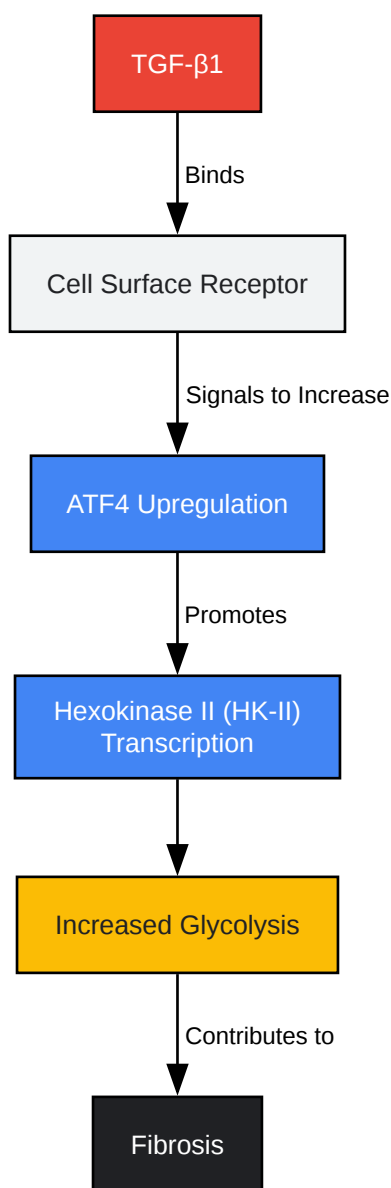 TGF-β1
Binds
Cell Surface Receptor
Signals to Increase
ATF4 Upregulation
Promotes
Hexokinase II (HK-II)
Transcription
Increased Glycolysis
Contributes to
Fibrosis